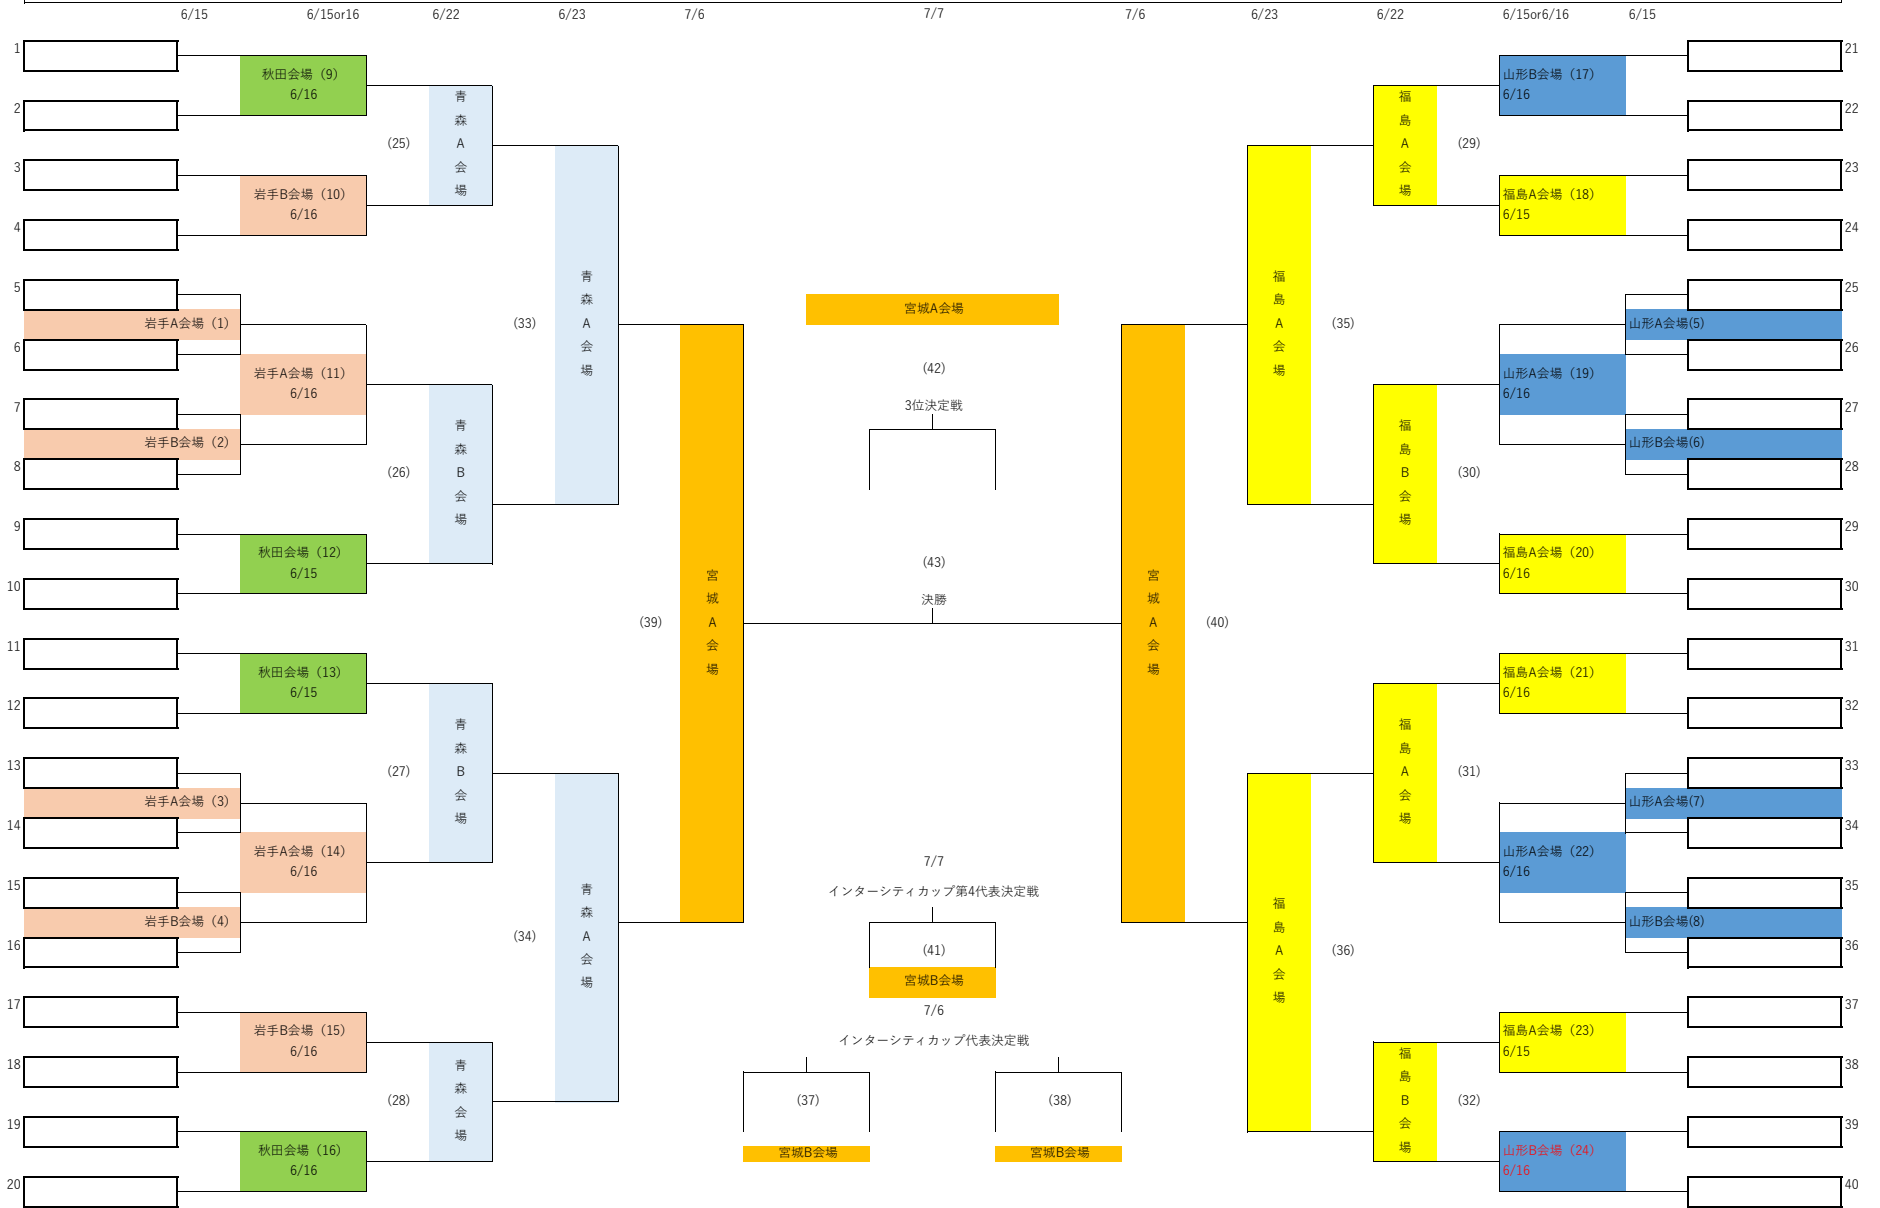 6/15 6/15or16 6/22 6/23 7/6 7/7 7/6 6/23 6/22 6/15or6/16 6/15
1
秋田会場（9）
6/16
2
3
岩手B会場（10）
6/16
4
(25)
青森A会場
5
岩手A会場（1）
6
岩手A会場（11）
6/16
7
岩手B会場（2）
8
(26)
青森B会場
9
秋田会場（12）
6/15
10
(33)
青森A会場
11
秋田会場（13）
6/15
12
(27)
青森B会場
13
岩手A会場（3）
14
岩手A会場（14）
6/16
15
岩手B会場（4）
16
17
岩手B会場（15）
6/16
18
(28)
青森会場
19
秋田会場（16）
6/16
20
(34)
青森A会場
(39)
宮城A会場
宮城A会場
(42)
3位決定戦
(43)
決勝
7/7
インターシティカップ第4代表決定戦
(41)
宮城B会場
7/6
インターシティカップ代表決定戦
(37)
宮城B会場
(38)
宮城B会場
宮城A会場
(40)
福島A会場
(35)
福島A会場
(36)
福島A会場
(29)
福島B会場
(30)
福島A会場
(31)
福島B会場
(32)
山形B会場（17）
6/16
21
22
福島A会場（18）
6/15
23
24
25
山形A会場(5)
26
山形A会場（19）
6/16
27
山形B会場(6)
28
福島A会場（20）
6/16
29
30
福島A会場（21）
6/16
31
32
33
山形A会場(7)
34
山形A会場（22）
6/16
35
山形B会場(8)
36
福島A会場（23）
6/15
37
38
山形B会場（24）
6/16
39
40